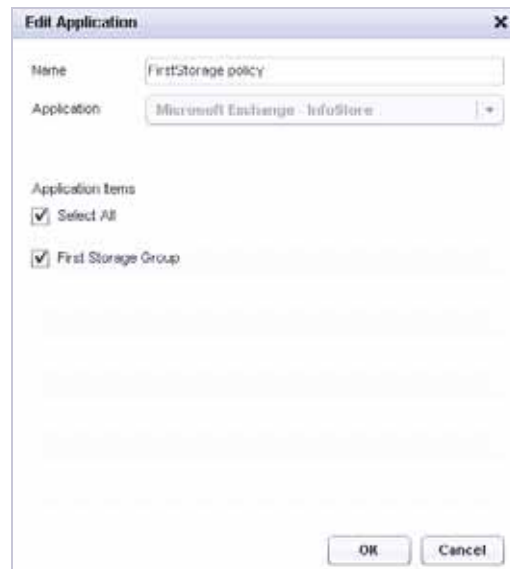 Edit Application
Name FirstStorage policy
Application Microsoft Exchange - InfoStore
Application Items
Select All
First Storage Group
OK Cancel